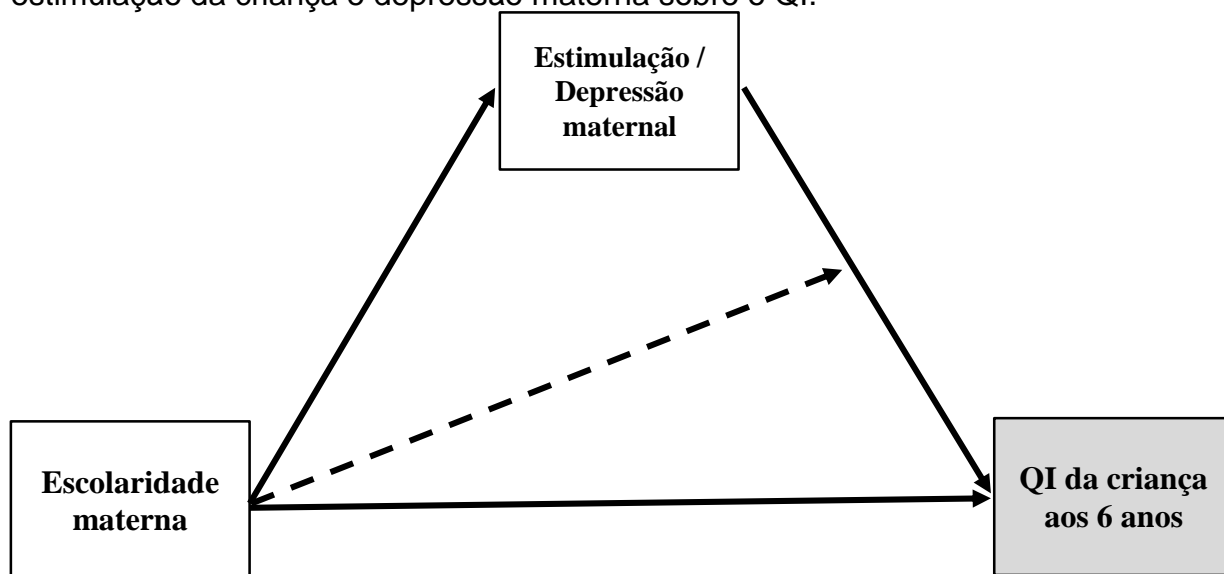 estimulação da criança e depressão materna sobre o QI.
Estimulação /
Depressão
maternal
Escolaridade
materna
QI da criança
aos 6 anos